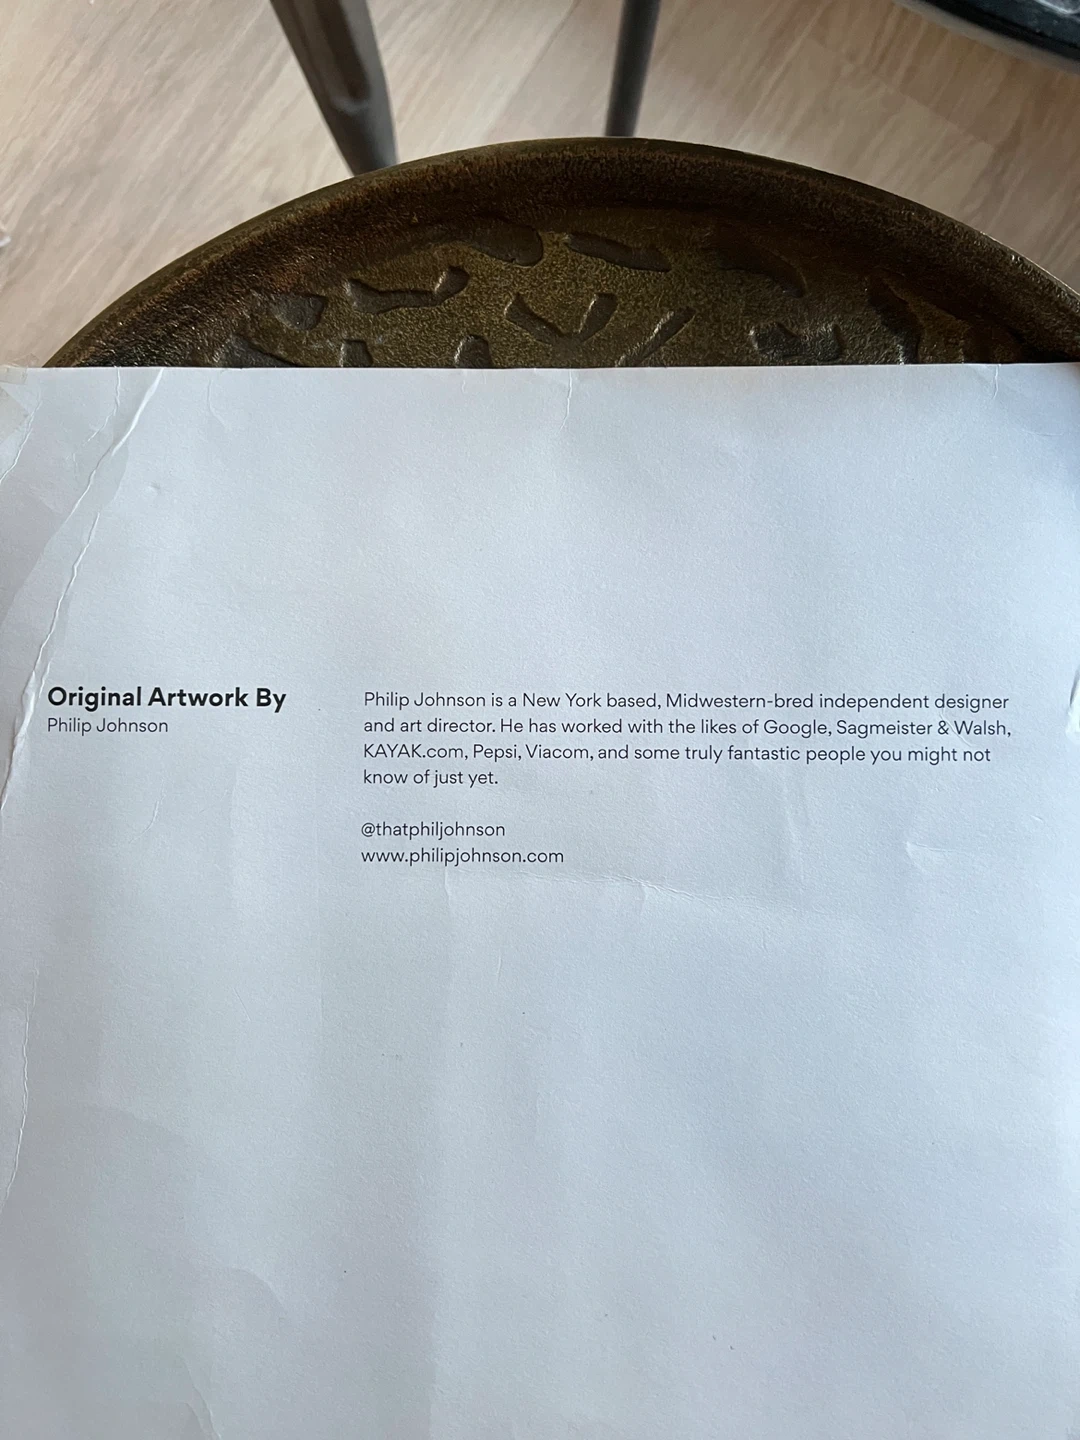 Original Artwork By
Philip Johnson
Philip Johnson is a New York based, Midwestern-bred independent designer
and art director. He has worked with the likes of Google, Sagmeister & Walsh,
KAYAK.com, Pepsi, Viacom, and some truly fantastic people you might not
know of just yet.
@thatphiljohnson
www.philipjohnson.com